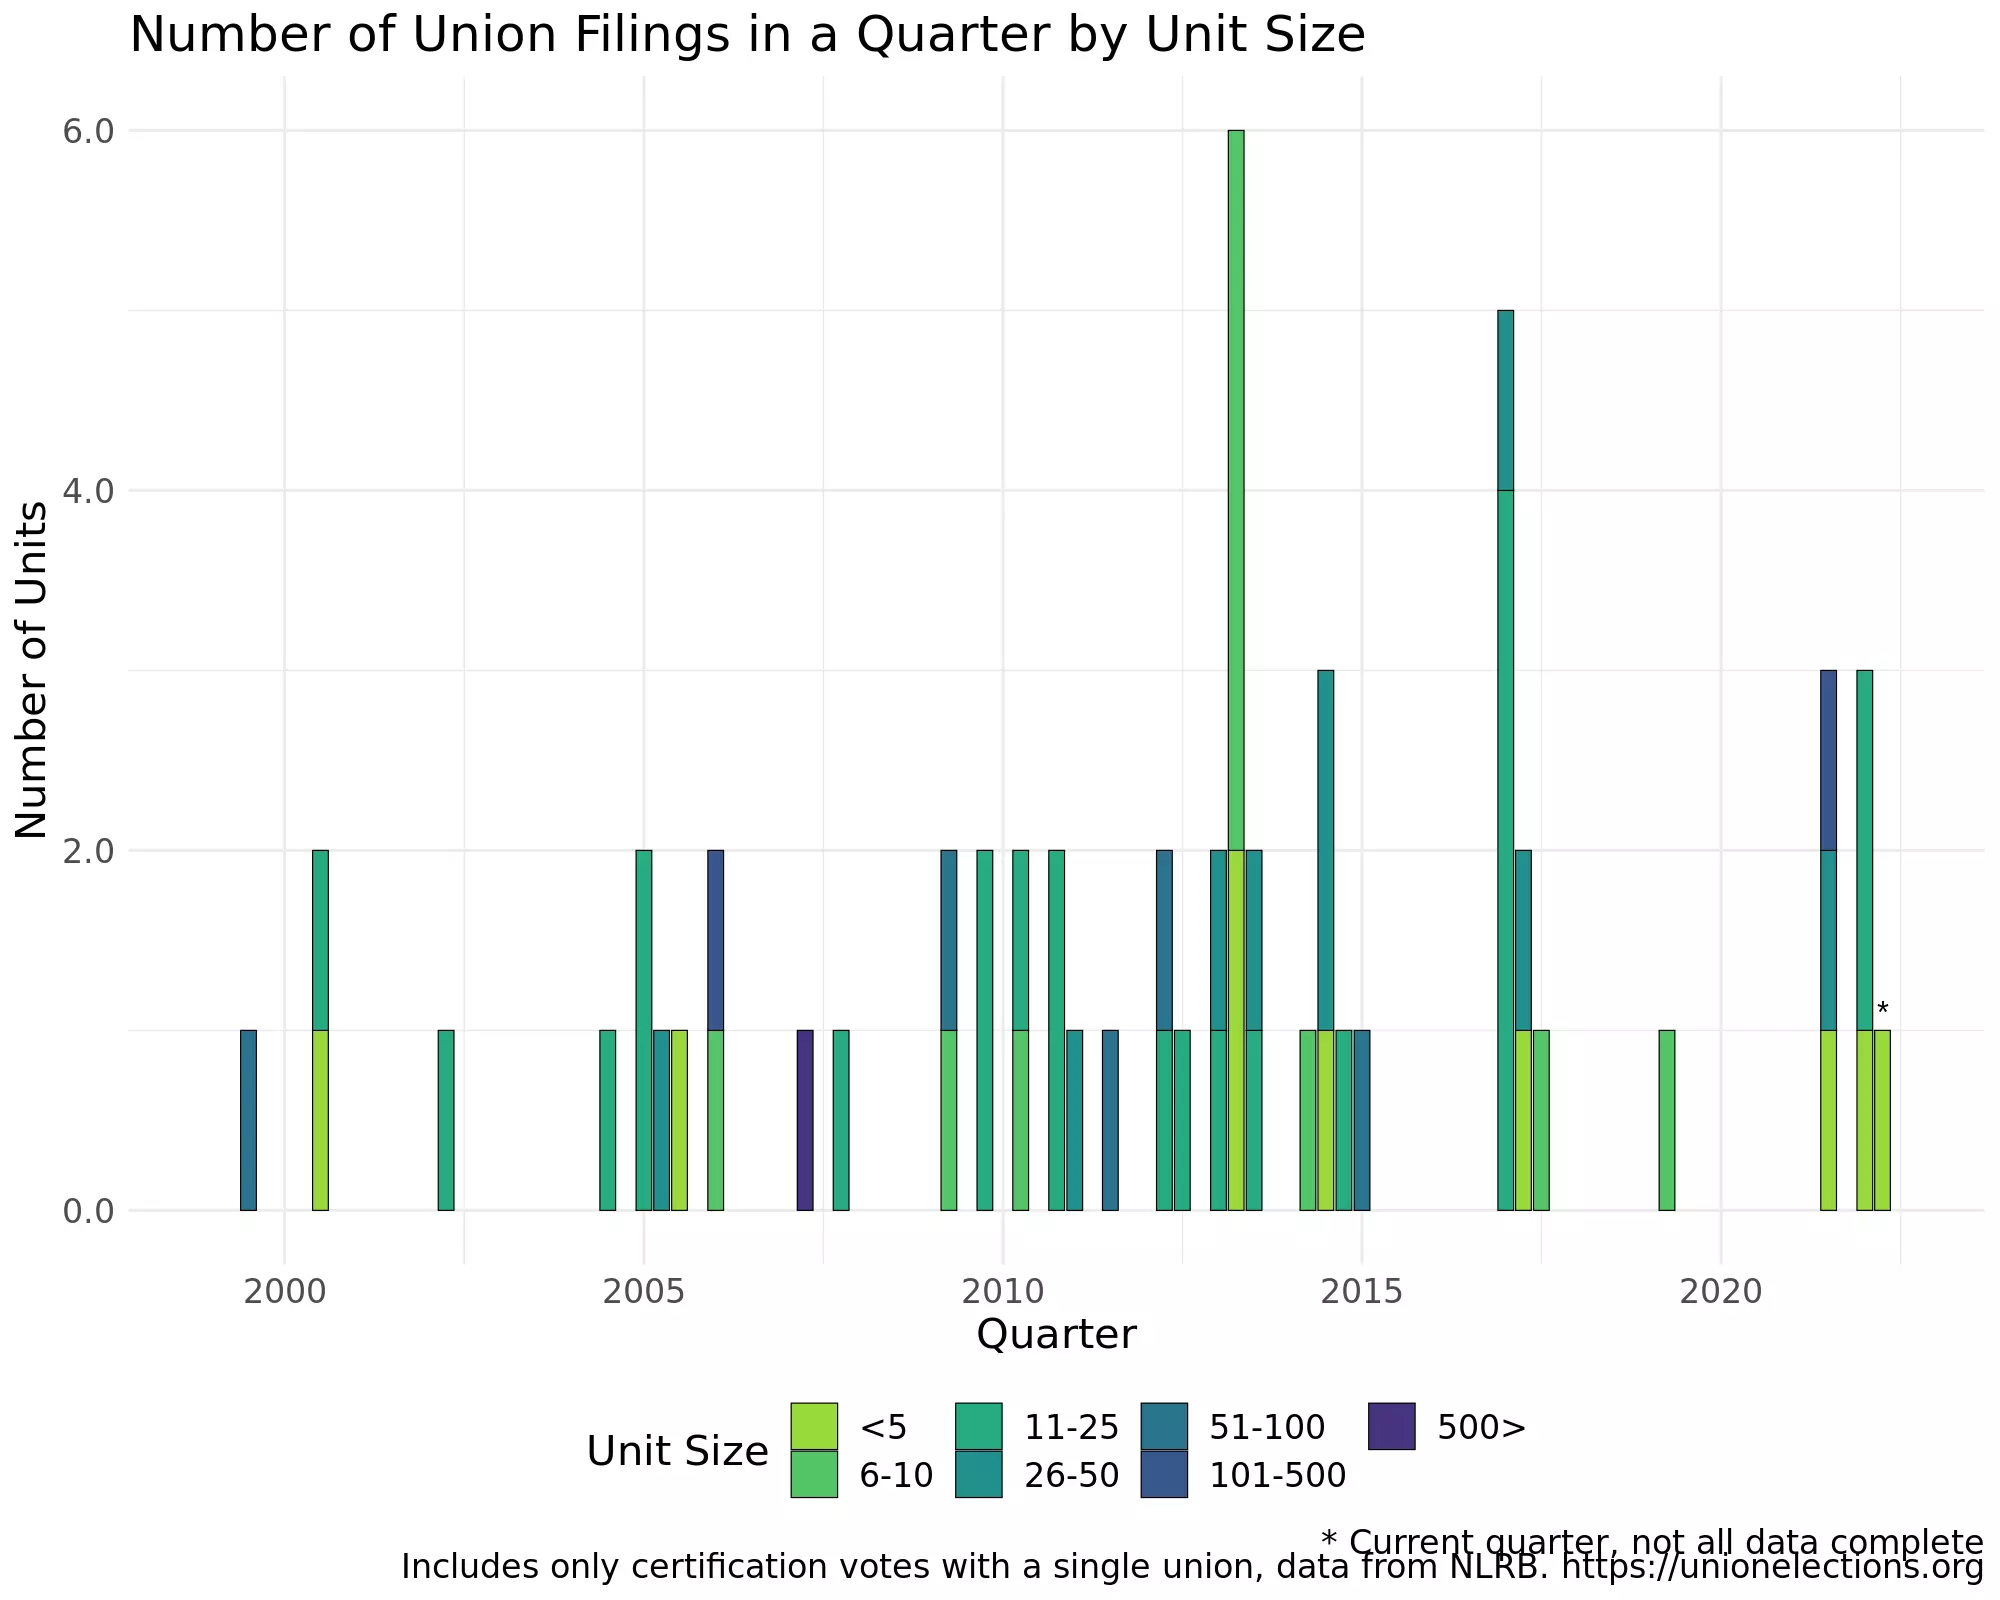 Number of Union Filings in a Quarter by Unit Size
Number of Units
6.0
4.0
2.0
0.0
*
2000 2005 2010 2015 2020
Quarter
Unit Size
<5 11-25 51-100 500>
6-10 26-50 101-500
* Current quarter, not all data complete
Includes only certification votes with a single union, data from NLRB. https://unionelections.org